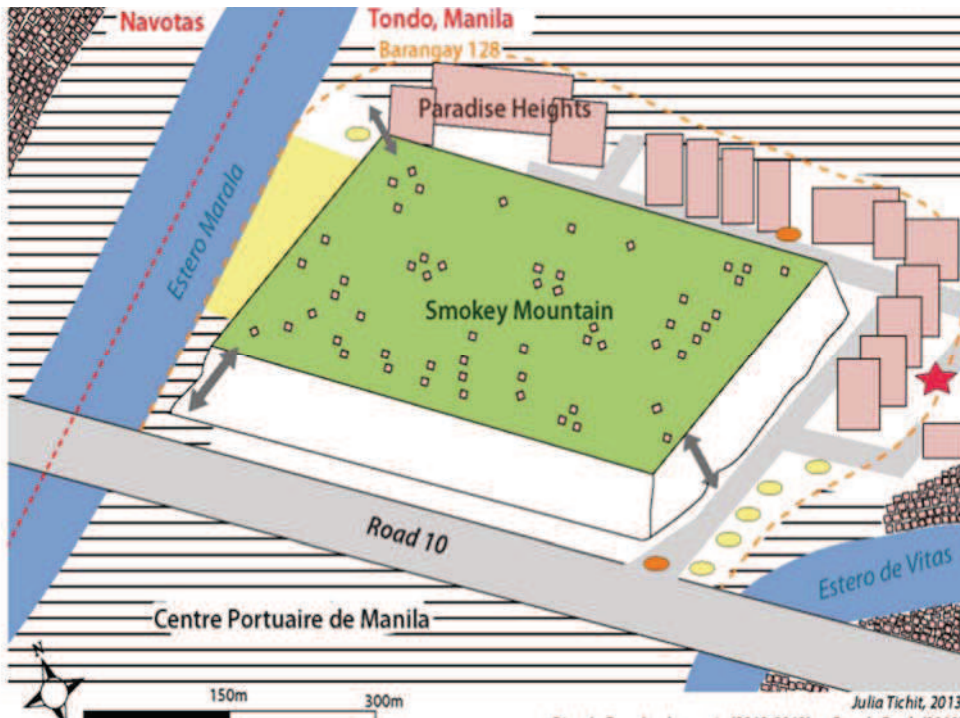 Navotas
Tondo, Manila
Barangay 128
Paradise Heights
Estero Marala
Smokey Mountain
Road 10
Estero de Vitas
Centre Portuaire de Manila
N
150m
300m
Julia Tichit, 2013